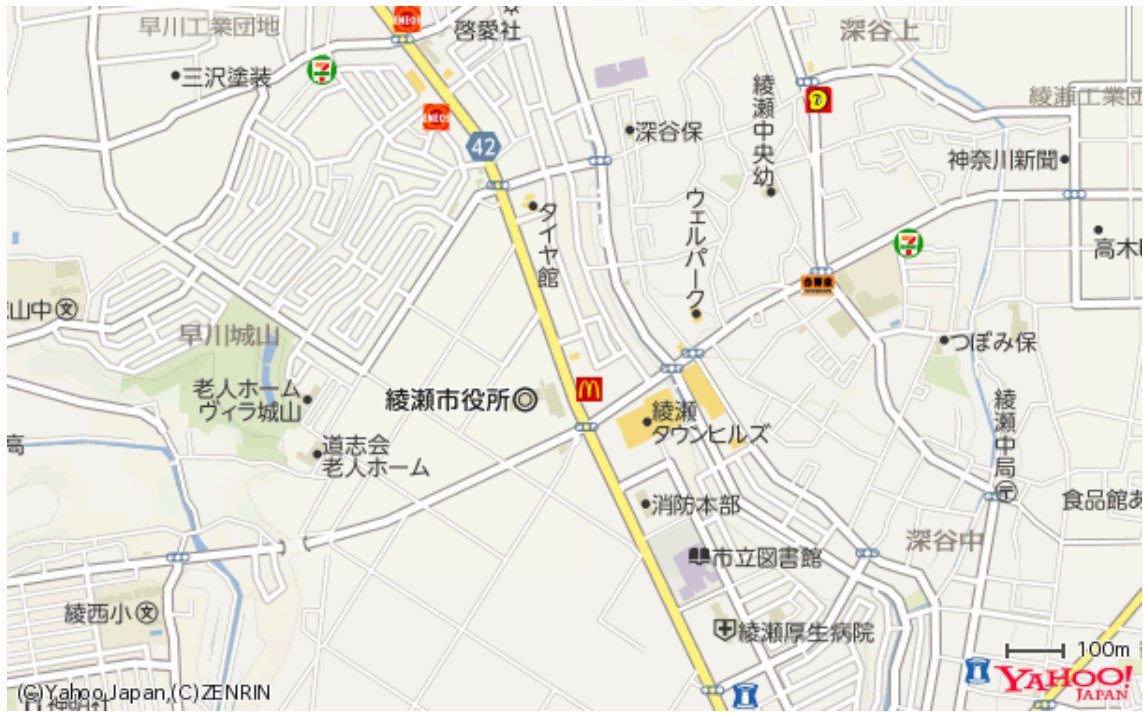 早川工業団地
ENEOS
啓愛社
深谷上
三沢塗装
ENEOS
綾瀬工業団
42
深谷保
綾瀬中央幼
神奈川新聞
タイヤ館
ウェルパーク
高木
山中
早川城山
つぼみ保
老人ホーム
ヴィラ城山
綾瀬市役所
綾瀬
タウンヒルズ
道志会
老人ホーム
綾瀬中局
高
消防本部
食品館あ
深谷中
市立図書館
綾西小
綾瀬厚生病院
100m
(C)Yahoo Japan,(C)ZENRIN
YAHOO!
JAPAN
神明社